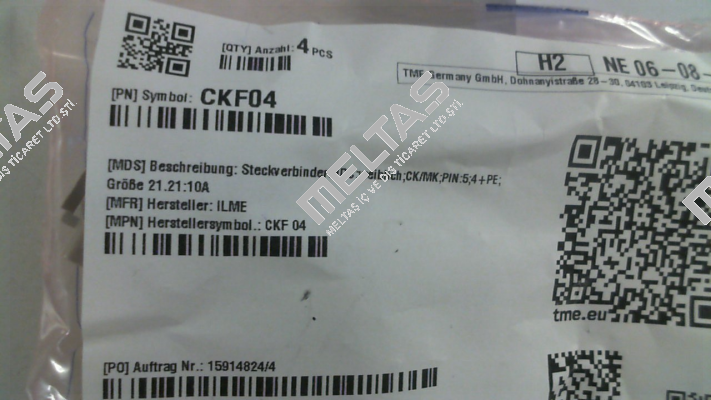 [QTY] Anzahl: 4 PCS
H2 NE 06-08-
TME Germany GmbH, Dohnanyistraße 28-30, 04103 Leipzig,
[PN] Symbol: CKF04
[MDS] Beschreibung: Steckverbinder ;CK/MK;PIN:5;4+PE;
Größe 21.21;10A
[MFR] Hersteller: ILME
[MPN] Herstellersymbol.: CKF 04
tme.eu
[PO] Auftrag Nr.: 15914824/4
MELTAS
MELTAŞ İÇ VE DIŞ TİCARET LTD ŞTİ